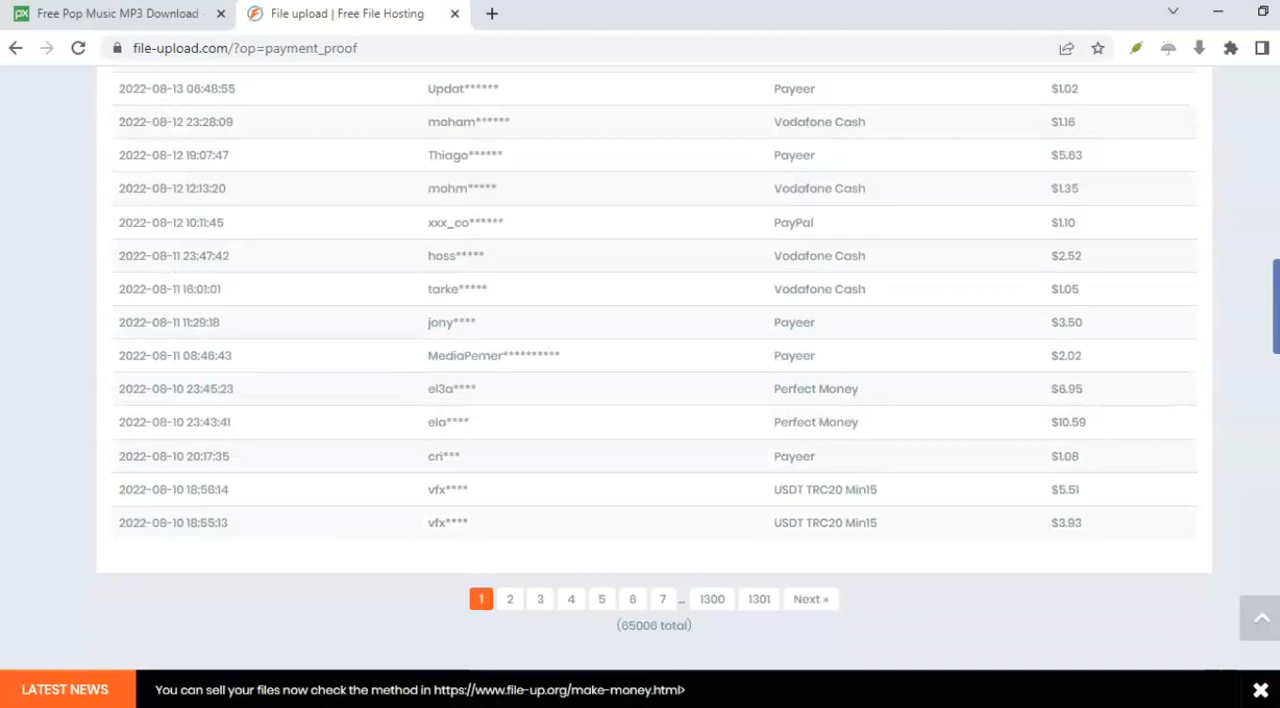 Free Pop Music MP3 Download
File upload | Free File Hosting
file-upload.com/?op=payment_proof
2022-08-13 06:48:55 Updat****** Payeer $1.02
2022-08-12 23:28:09 moham****** Vodafone Cash $1.16
2022-08-12 19:07:47 Thiago****** Payeer $5.63
2022-08-12 12:13:20 mohm***** Vodafone Cash $1.35
2022-08-12 10:11:45 xxx_co****** PayPal $1.10
2022-08-11 23:47:42 hoss***** Vodafone Cash $2.52
2022-08-11 16:01:01 tarke***** Vodafone Cash $1.05
2022-08-11 11:29:18 jony**** Payeer $3.50
2022-08-11 08:46:43 MediaPemer********** Payeer $2.02
2022-08-10 23:45:23 el3a**** Perfect Money $6.95
2022-08-10 23:43:41 ela**** Perfect Money $10.59
2022-08-10 20:17:35 cri*** Payeer $1.08
2022-08-10 18:56:14 vfx**** USDT TRC20 Min15 $5.51
2022-08-10 18:55:13 vfx**** USDT TRC20 Min15 $3.93
1 2 3 4 5 6 7 ... 1300 1301 Next »
(65006 total)
LATEST NEWS You can sell your files now check the method in https://www.file-up.org/make-money.html>